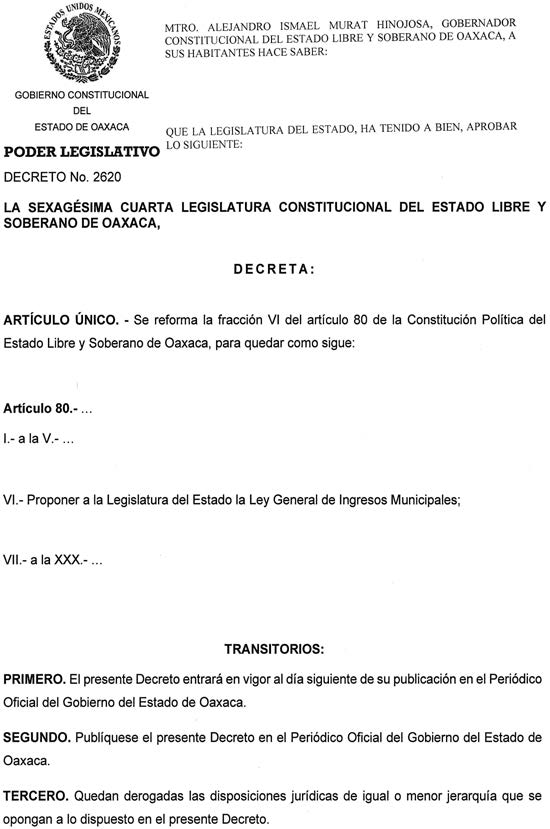 ESTADOS UNIDOS MEXICANOS
MTRO. ALEJANDRO ISMAEL MURAT HINOJOSA, GOBERNADOR
CONSTITUCIONAL DEL ESTADO LIBRE Y SOBERANO DE OAXACA, A
SUS HABITANTES HACE SABER:
GOBIERNO CONSTITUCIONAL
DEL
ESTADO DE OAXACA
PODER LEGISLATIVO
QUE LA LEGISLATURA DEL ESTADO, HA TENIDO A BIEN, APROBAR
LO SIGUIENTE:
DECRETO No. 2620
LA SEXAGÉSIMA CUARTA LEGISLATURA CONSTITUCIONAL DEL ESTADO LIBRE Y
SOBERANO DE OAXACA,
DECRETA:
ARTÍCULO ÚNICO. - Se reforma la fracción VI del artículo 80 de la Constitución Política del
Estado Libre y Soberano de Oaxaca, para quedar como sigue:
Artículo 80.- ...
I.- a la V.- ...
VI.- Proponer a la Legislatura del Estado la Ley General de Ingresos Municipales;
VII.- a la XXX.- ...
TRANSITORIOS:
PRIMERO. El presente Decreto entrará en vigor al día siguiente de su publicación en el Periódico
Oficial del Gobierno del Estado de Oaxaca.
SEGUNDO. Publíquese el presente Decreto en el Periódico Oficial del Gobierno del Estado de
Oaxaca.
TERCERO. Quedan derogadas las disposiciones jurídicas de igual o menor jerarquía que se
opongan a lo dispuesto en el presente Decreto.